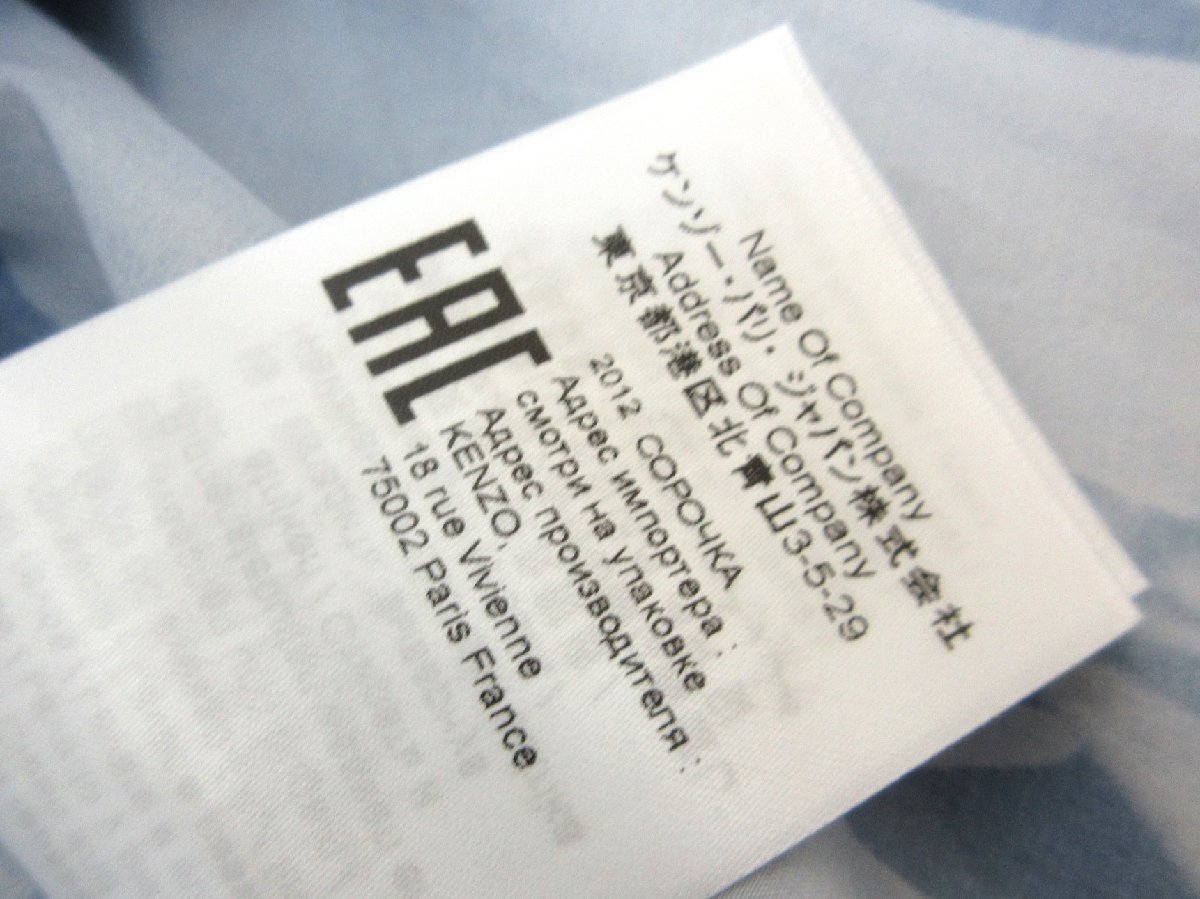 Name Of Company
ケンゾー・パリ・ジャパン株式会社
Address Of Company
東京都港区北青山3-5-29
2012 СОРОЧКА
Адрес импортера :
смотри на упаковке
Адрес производителя :
KENZO,
18 rue Vivienne
75002 Paris France
EAC